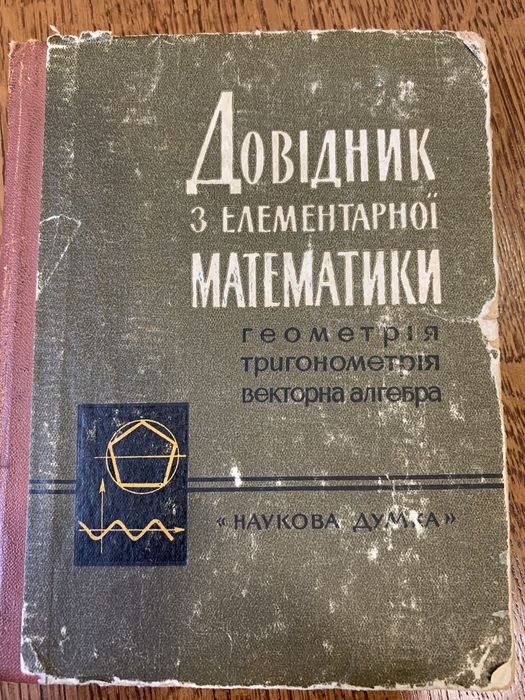 Довідник
з елементарної
математики
геометрія
тригонометрія
векторна алгебра
«НАУКОВА ДУМКА»